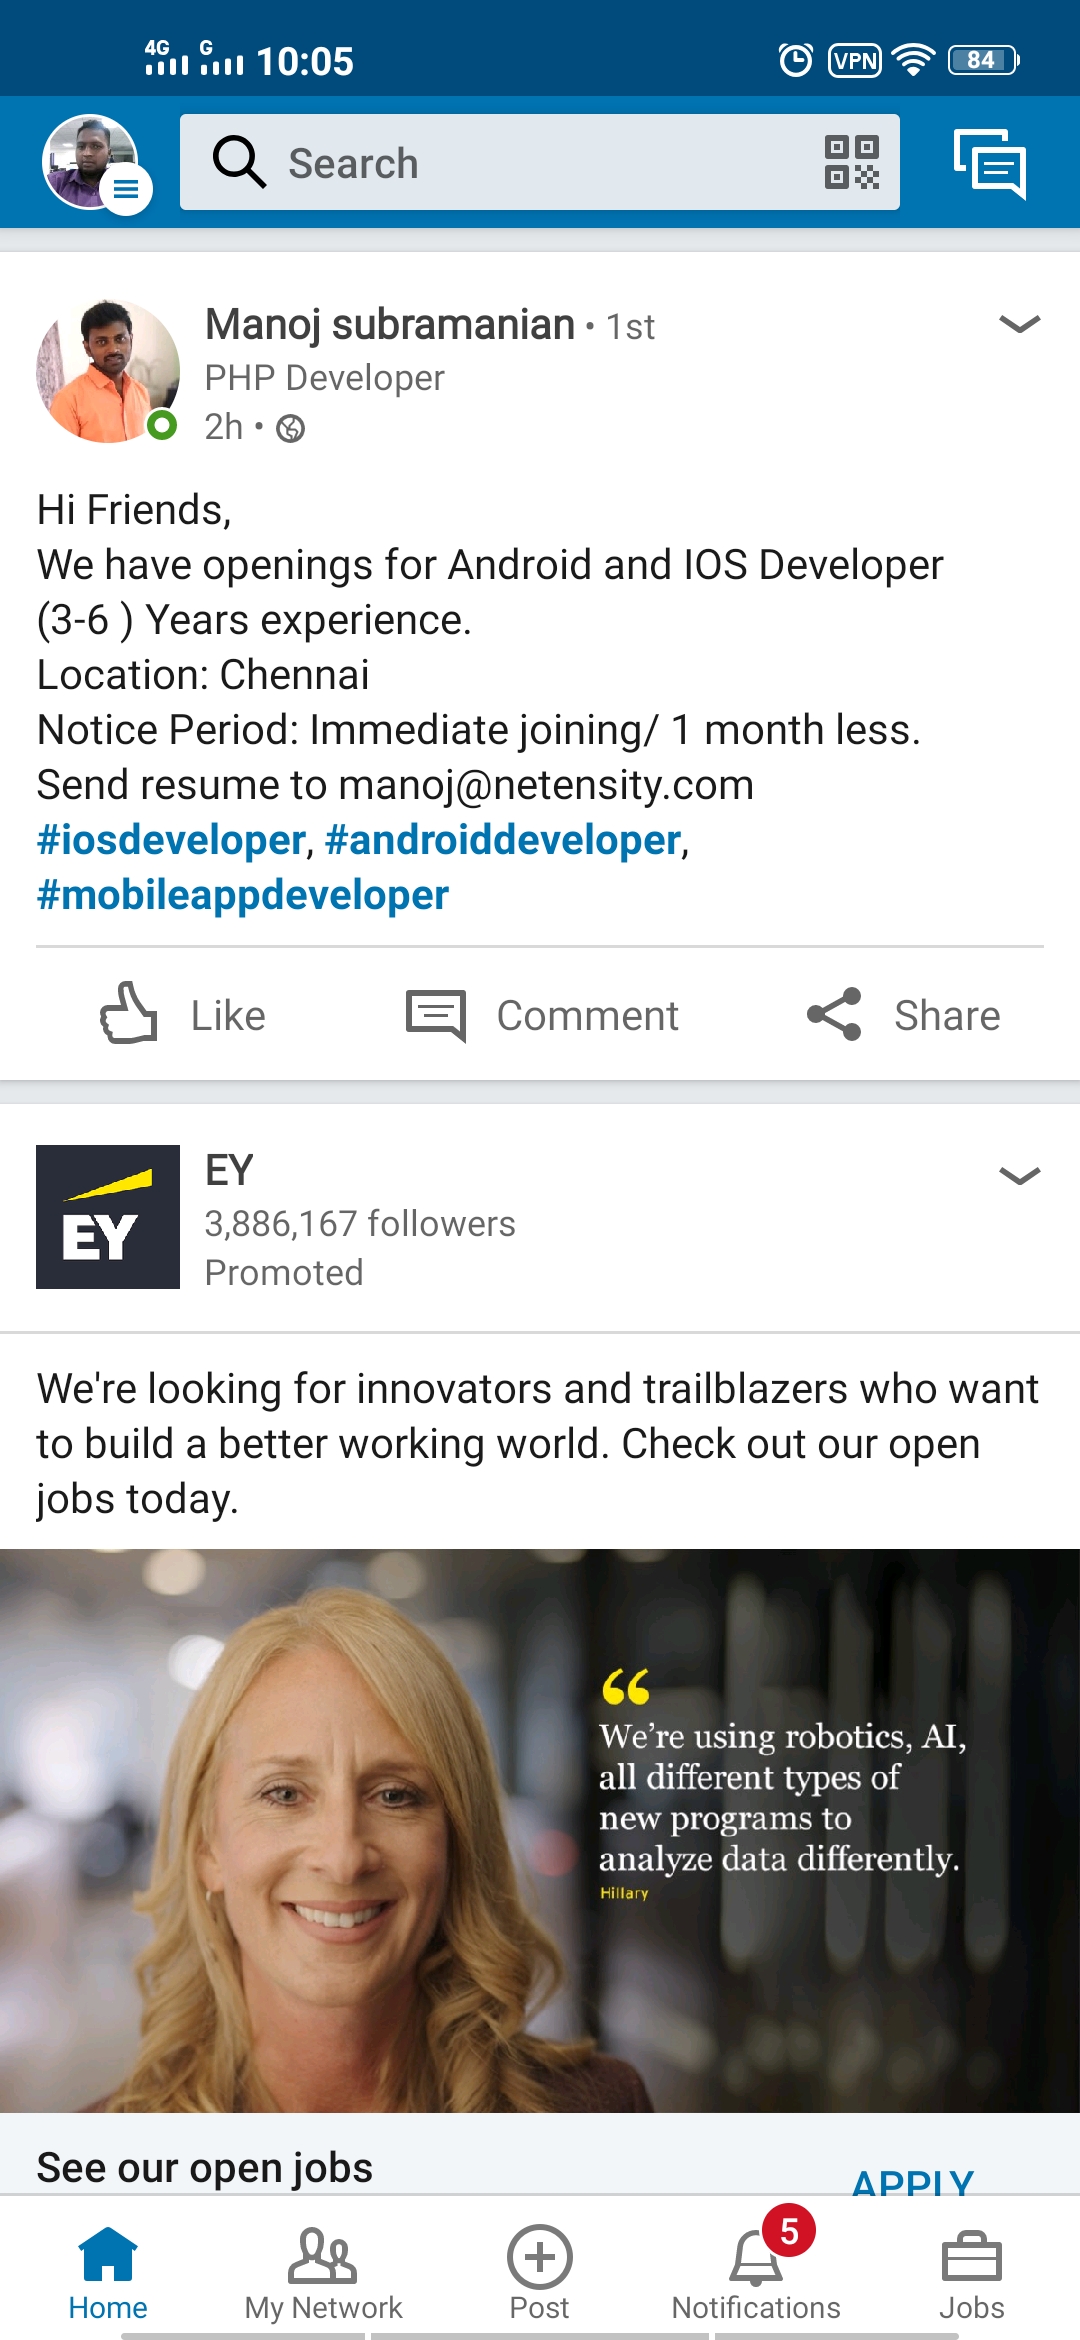 4G G 10:05 VPN 84
Search
Manoj subramanian • 1st
PHP Developer
2h •
Hi Friends,
We have openings for Android and IOS Developer
(3-6 ) Years experience.
Location: Chennai
Notice Period: Immediate joining/ 1 month less.
Send resume to manoj@netensity.com
#iosdeveloper, #androiddeveloper,
#mobileappdeveloper
Like Comment Share
EY
EY
3,886,167 followers
Promoted
We're looking for innovators and trailblazers who want
to build a better working world. Check out our open
jobs today.
“
We’re using robotics, AI,
all different types of
new programs to
analyze data differently.
Hillary
See our open jobs
APPLY
5
Home My Network Post Notifications Jobs